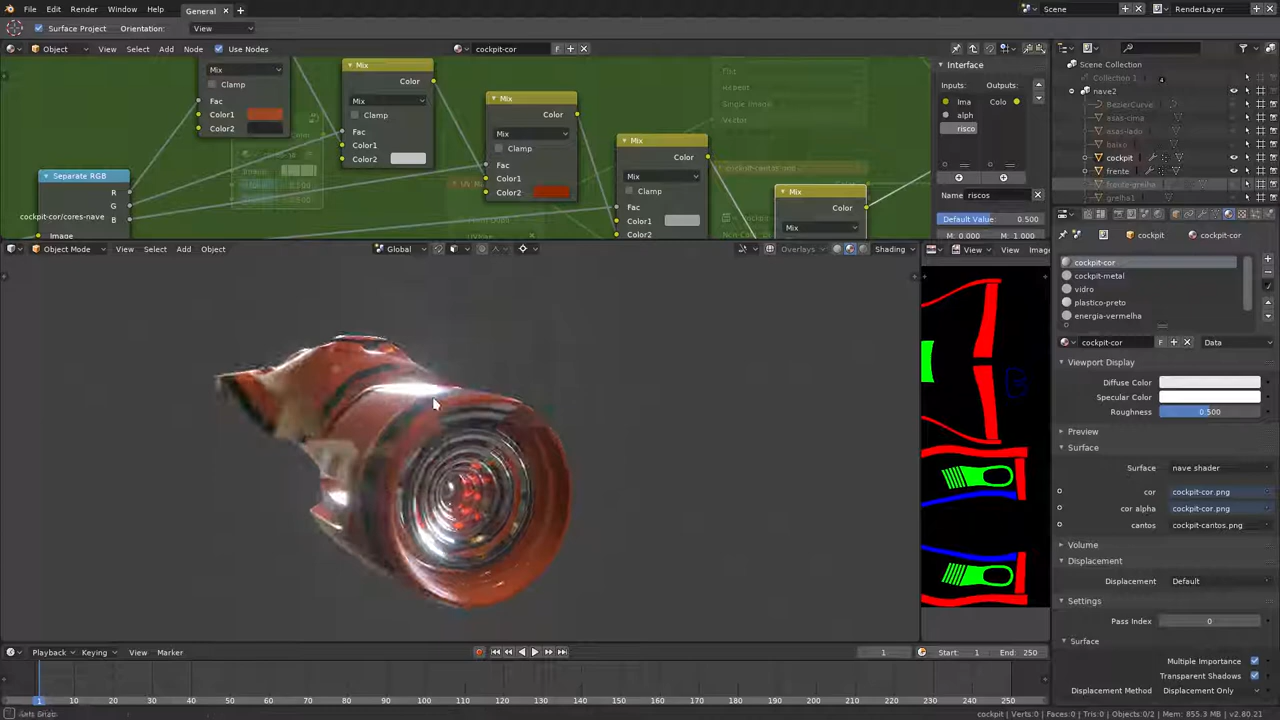 File Edit Render Window Help General Scene RenderLayer
Surface Project Orientation: View
Object View Select Add Node Use Nodes cockpit-cor
Mix
Clamp
Fac
Color1
Color2
Mix
Color
Mix
Clamp
Fac
Color1
Color2
Mix
Color
Mix
Clamp
Fac
Color1
Color2
Mix
Color
Mix
Clamp
Fac
Color1
Color2
Mix
Color
Mix
Separate RGB
R
G
B
Image
cockpit-cor/cores-nave
Repeat
Single Image
Vector
Interface
Inputs: Outputs:
Ima Colo
alph
risco
Name riscos
Default Value: 0.500
M: 0.000 M: 1.000
Scene Collection
Collection 1
nave2
BezierCurve
asas-cima
asas-lado
baixo
cockpit
frente
frente-grelha
grelha1
Object Mode View Select Add Object Global Overlays Shading View Image
cockpit cockpit-cor
cockpit-cor
cockpit-metal
vidro
plastico-preto
energia-vermelha
cockpit-cor F Data
Viewport Display
Diffuse Color
Specular Color
Roughness 0.500
Preview
Surface
Surface nave shader
cor cockpit-cor.png
cor alpha cockpit-cor.png
cantos cockpit-cantos.png
Volume
Displacement
Displacement Default
Settings
Pass Index 0
Surface
Multiple Importance
Transparent Shadows
Displacement Method Displacement Only
Playback Keying View Marker 1 Start: 1 End: 250
1 10 20 30 40 50 60 70 80 90 100 110 120 130 140 150 160 170 180 190 200 210 220 230 240 250
Axis Snap
cockpit | Verts:0 | Faces:0 | Tris:0 | Objects:0/2 | Mem: 855.3 MB | v2.80.21